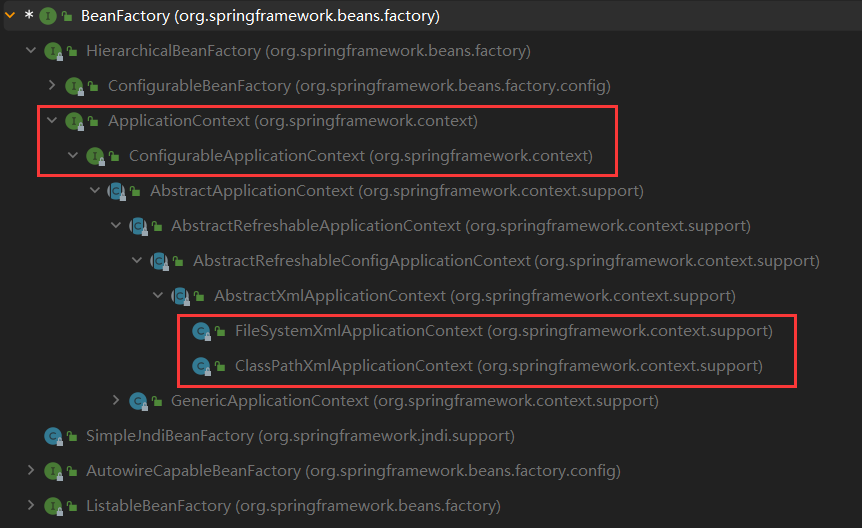 * BeanFactory (org.springframework.beans.factory)
HierarchicalBeanFactory (org.springframework.beans.factory)
ConfigurableBeanFactory (org.springframework.beans.factory.config)
ApplicationContext (org.springframework.context)
ConfigurableApplicationContext (org.springframework.context)
AbstractApplicationContext (org.springframework.context.support)
AbstractRefreshableApplicationContext (org.springframework.context.support)
AbstractRefreshableConfigApplicationContext (org.springframework.context.support)
AbstractXmlApplicationContext (org.springframework.context.support)
FileSystemXmlApplicationContext (org.springframework.context.support)
ClassPathXmlApplicationContext (org.springframework.context.support)
GenericApplicationContext (org.springframework.context.support)
SimpleJndiBeanFactory (org.springframework.jndi.support)
AutowireCapableBeanFactory (org.springframework.beans.factory.config)
ListableBeanFactory (org.springframework.beans.factory)